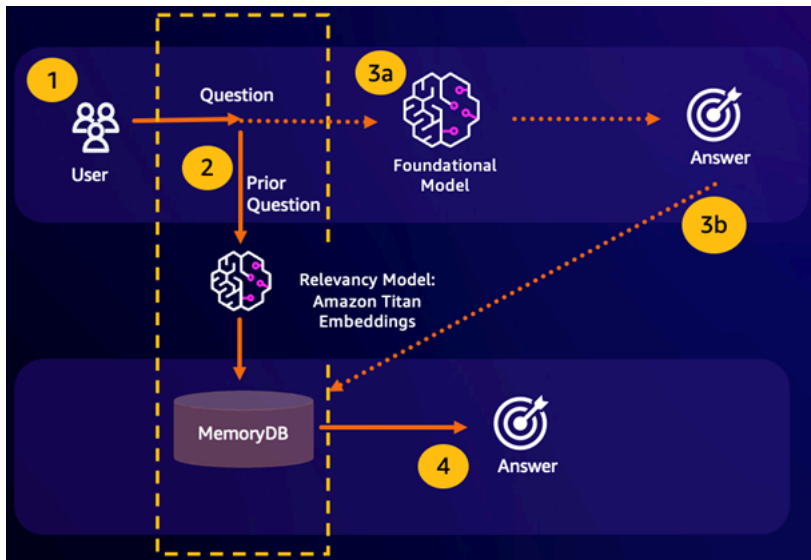 1
3a
Question
User
Foundational
Model
Answer
2
Prior
Question
3b
Relevancy Model:
Amazon Titan
Embeddings
MemoryDB
4
Answer